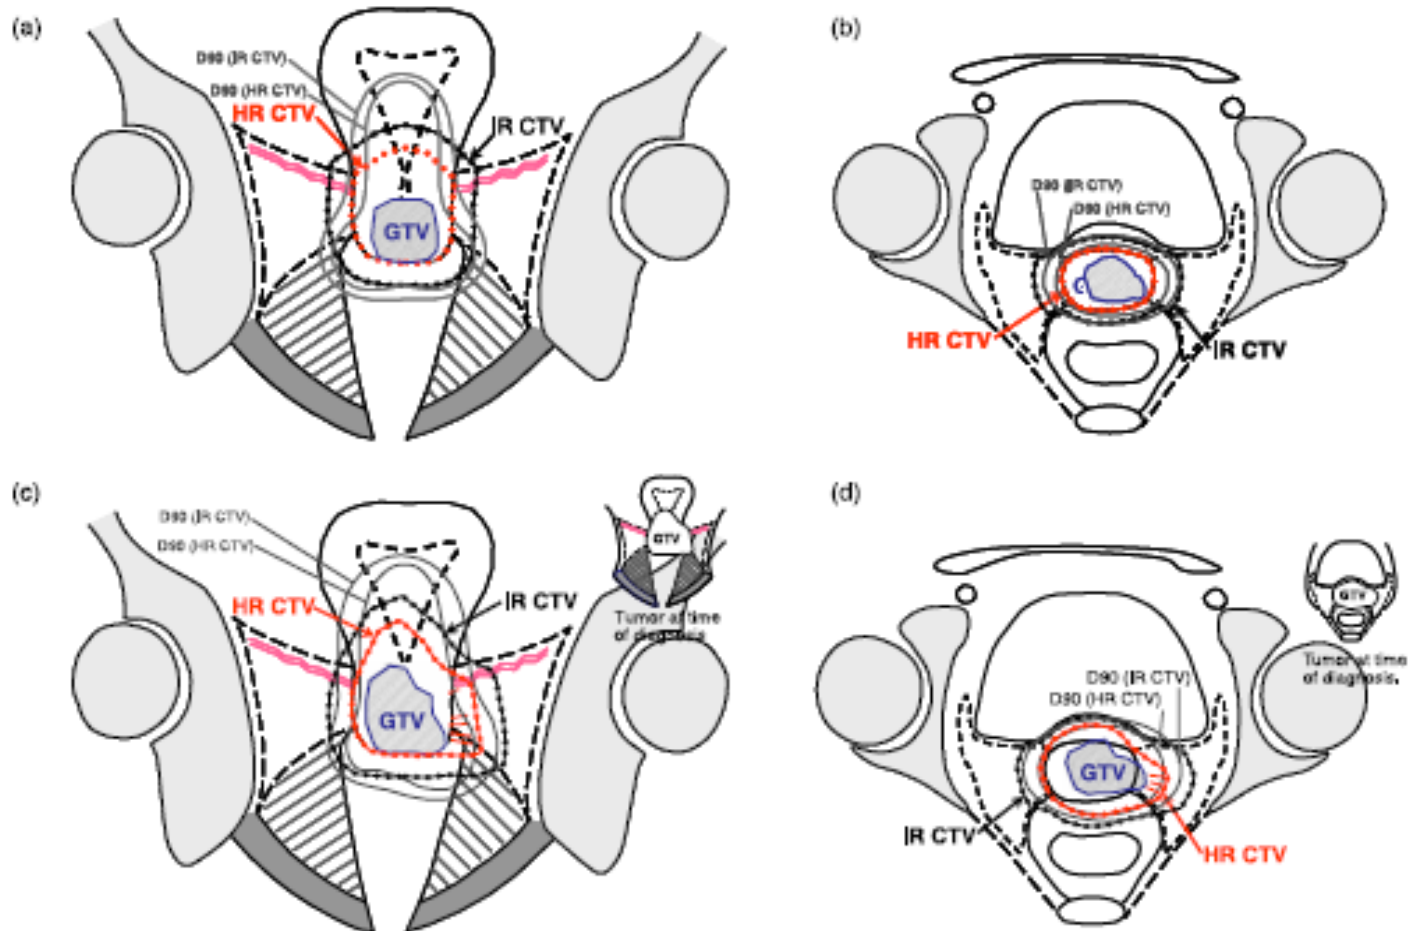 (a)
D90 (IR CTV)
D90 (HR CTV)
HR CTV
IR CTV
GTV
(b)
D90 (IR CTV)
D90 (HR CTV)
C
HR CTV
IR CTV
(c)
D90 (IR CTV)
D90 (HR CTV)
HR CTV
IR CTV
GTV
GTV
Tumor at time
of diagnosis
(d)
D90 (IR CTV)
D90 (HR CTV)
GTV
IR CTV
HR CTV
GTV
Tumor at time
of diagnosis.